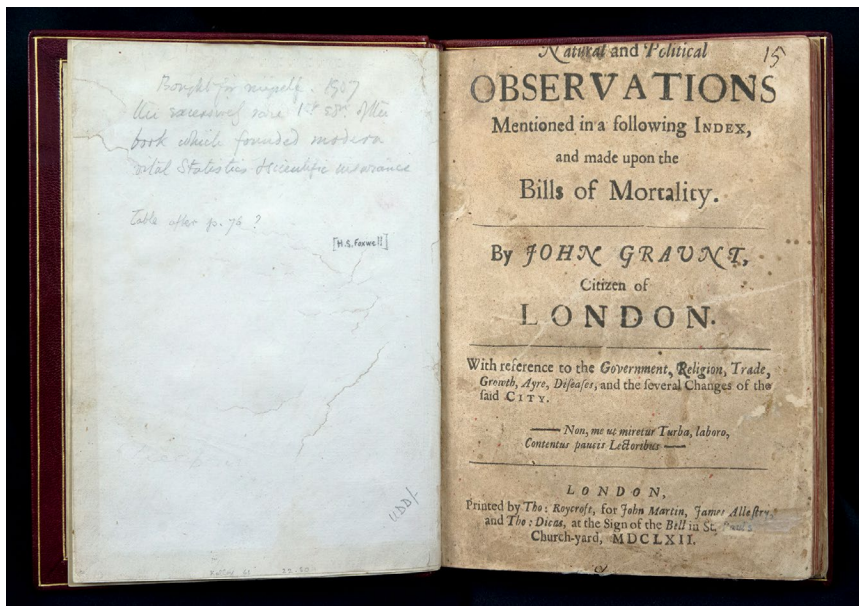 Bought for myself. 1907
the excessively rare 1st edn. of the
book which founded modern
vital Statistics & scientific insurance
Table after p. 76 ?
[H.S. Foxwell]
Natural and Political
15
OBSERVATIONS
Mentioned in a following INDEX,
and made upon the
Bills of Mortality.
By JOHN GRAUNT,
Citizen of
LONDON.
With reference to the Government, Religion, Trade,
Growth, Ayre, Diseases, and the several Changes of the
said CITY.
—— Non, me ut miretur Turba, laboro,
Contentus paucis Lectoribus ——
LONDON,
Printed by Tho: Roycroft, for John Martin, James Allestry,
and Tho: Dicas, at the Sign of the Bell in St. Paul's
Church-yard, MDCLXII.